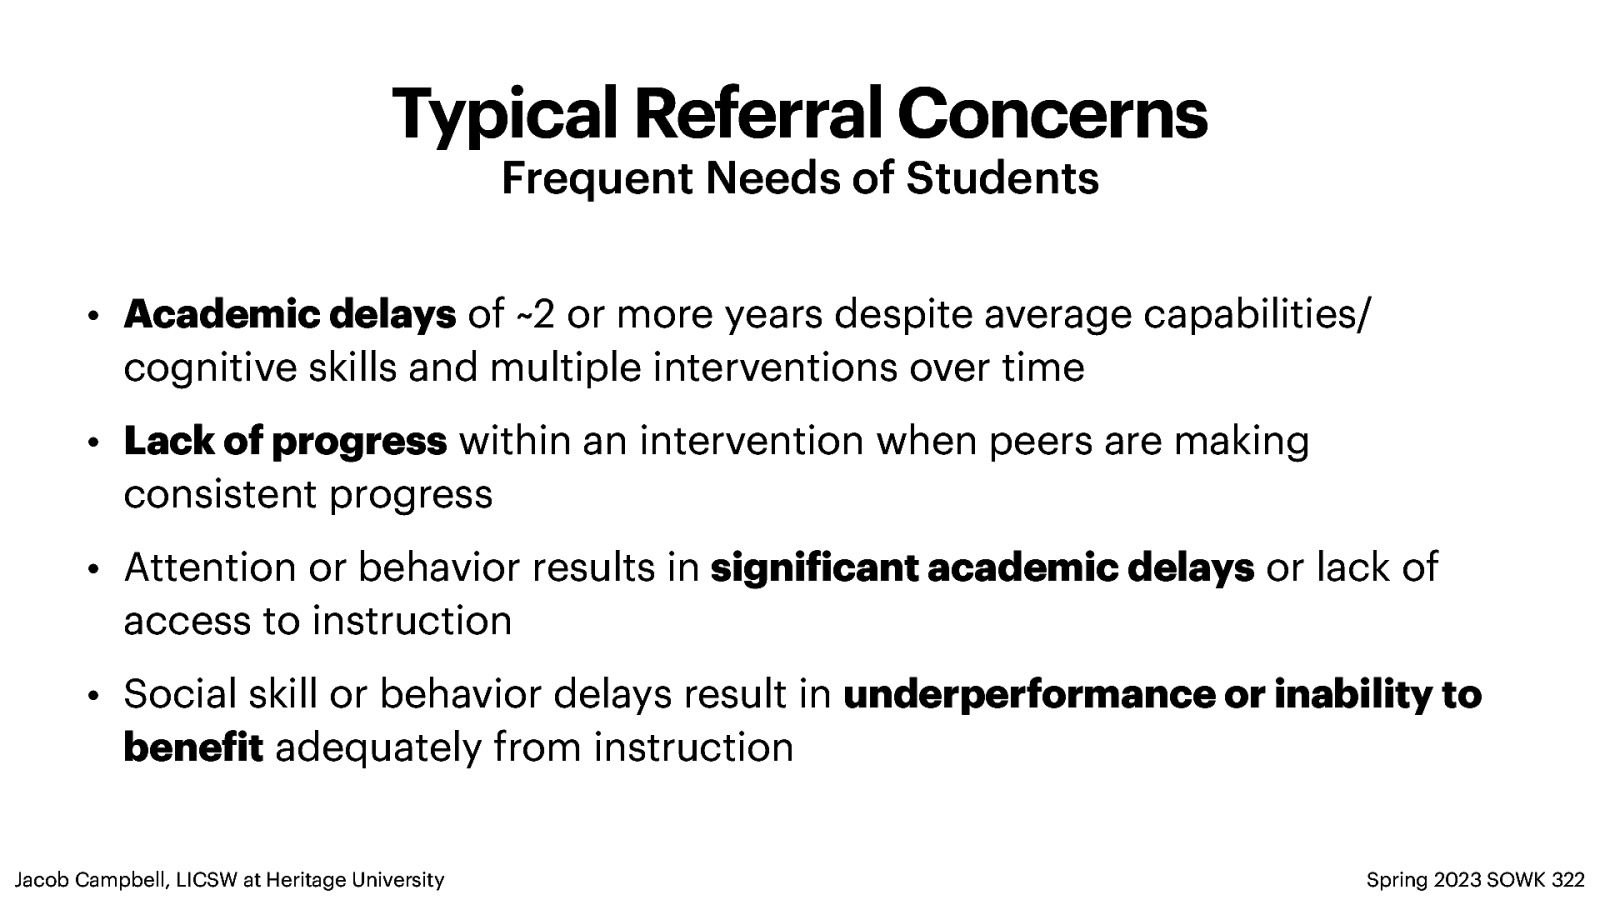 Typical Referral Concerns
Frequent Needs of Students
• Academic delays of ~2 or more years despite average capabilities/
cognitive skills and multiple interventions over time
• Lack of progress within an intervention when peers are making
consistent progress
• Attention or behavior results in significant academic delays or lack of
access to instruction
• Social skill or behavior delays result in underperformance or inability to
benefit adequately from instruction
Jacob Campbell, LICSW at Heritage University
Spring 2023 SOWK 322